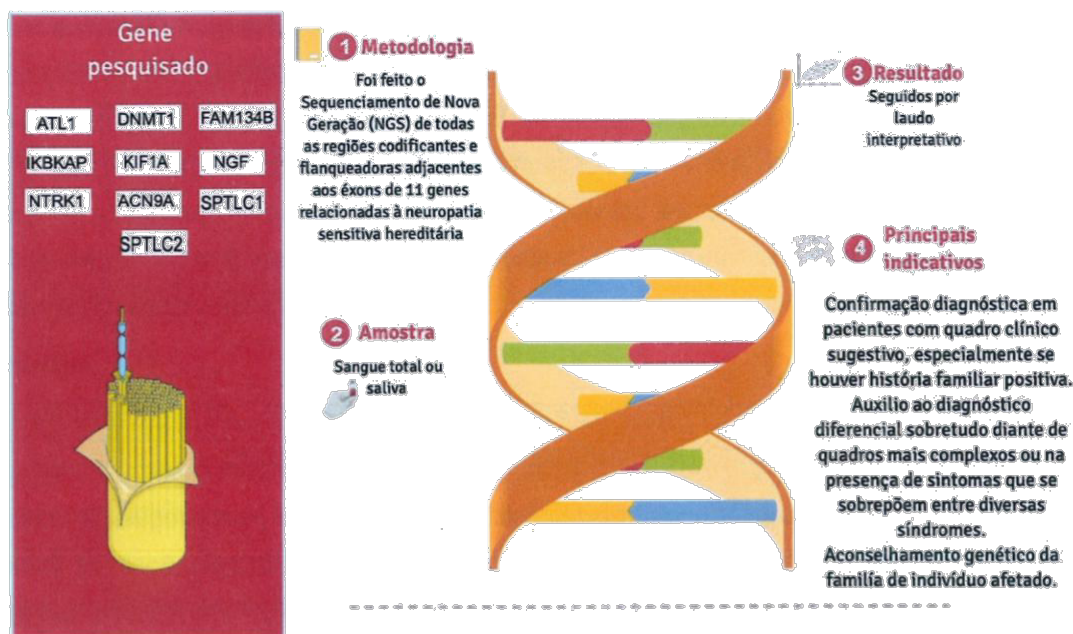 Gene
pesquisado
ATL1 DNMT1 FAM134B
IKBKAP KIF1A NGF
NTRK1 ACN9A SPTLC1
SPTLC2
1 Metodologia
Foi feito o
Sequenciamento de Nova
Geração (NGS) de todas
as regiões codificantes e
flanqueadoras adjacentes
aos éxons de 11 genes
relacionadas à neuropatia
sensitiva hereditária
2 Amostra
Sangue total ou
saliva
3 Resultado
Seguidos por
laudo
interpretativo
4 Principais
indicativos
Confirmação diagnóstica em
pacientes com quadro clínico
sugestivo, especialmente se
houver história familiar positiva.
Auxilio ao diagnóstico
diferencial sobretudo diante de
quadros mais complexos ou na
presença de sintomas que se
sobrepõem entre diversas
síndromes.
Aconselhamento genético da
família de indivíduo afetado.